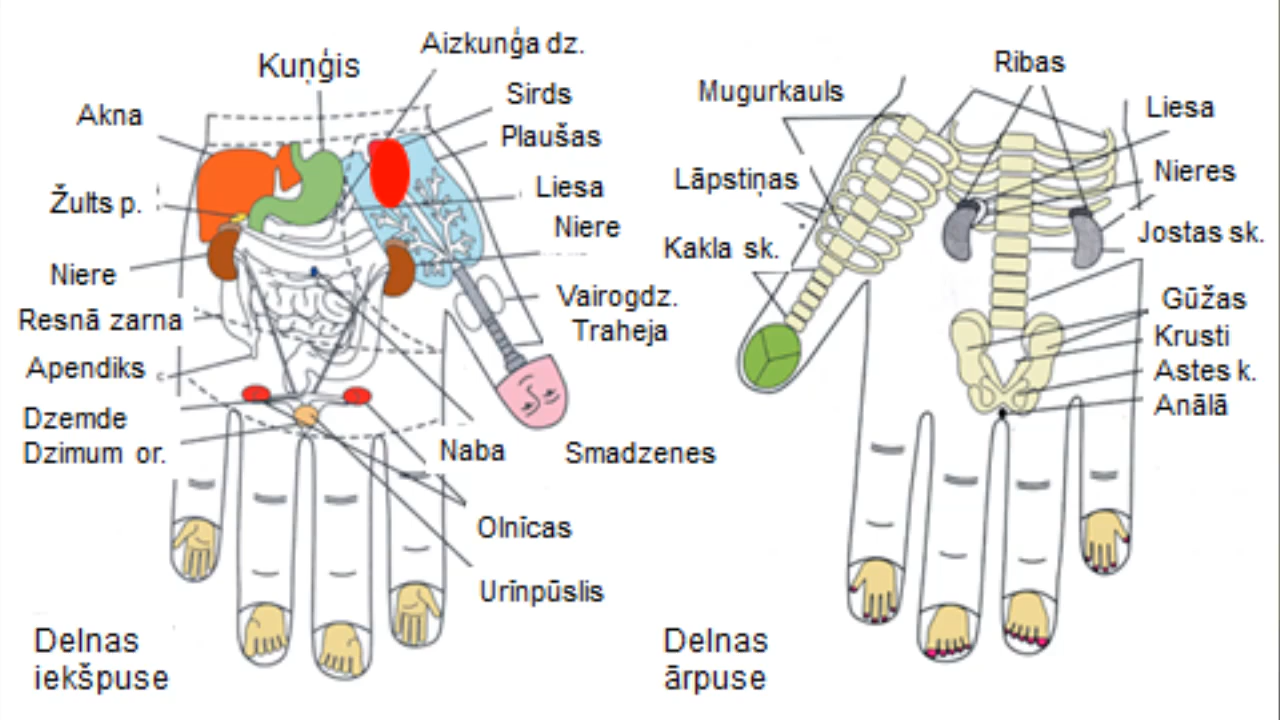 Kuņģis
Aizkunģa dz.
Sirds
Plaušas
Liesa
Niere
Vairogdz.
Traheja
Akna
Žults p.
Niere
Resnā zarna
Apendiks
Dzemde
Dzimum or.
Naba
Smadzenes
Olnīcas
Urīnpūslis
Delnas
iekšpuse
Ribas
Mugurkauls
Liesa
Lāpstiņas
Nieres
Kakla sk.
Jostas sk.
Gūžas
Krusti
Astes k.
Anālā
Delnas
ārpuse